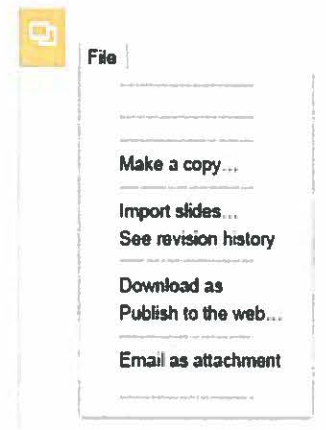 File
Make a copy...
Import slides...
See revision history
Download as
Publish to the web...
Email as attachment